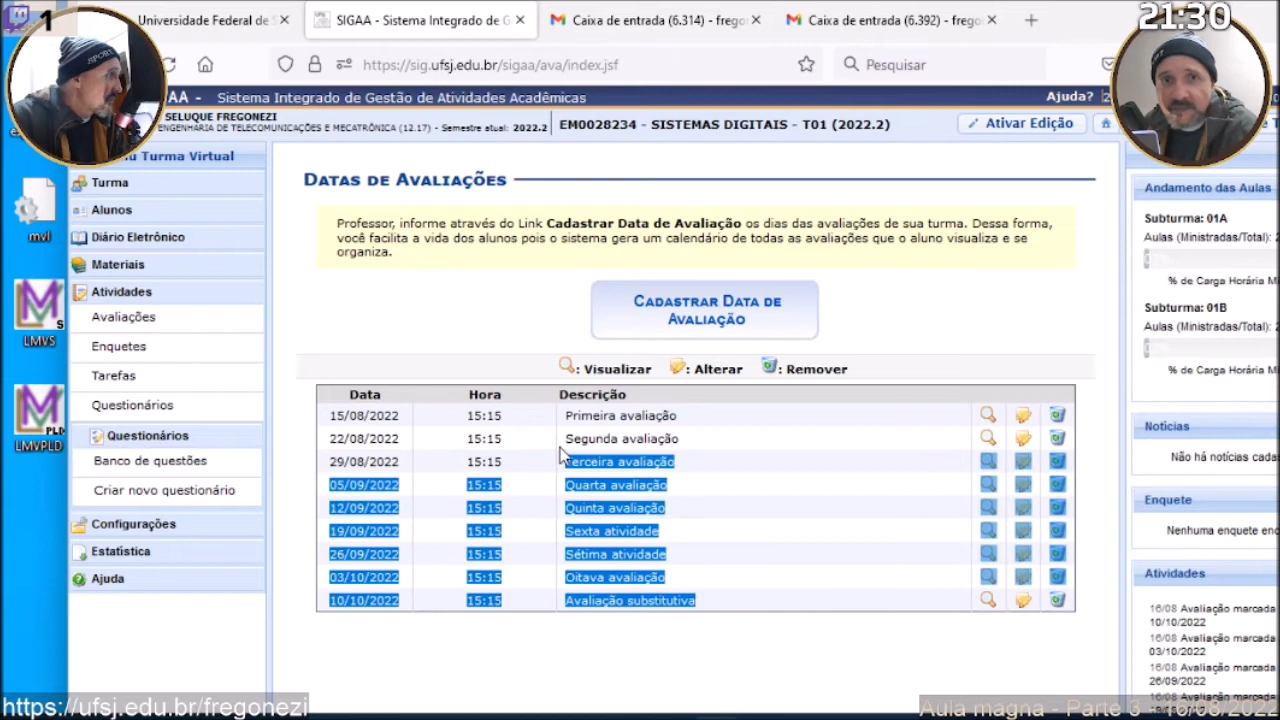 1
Universidade Federal de S
SIGAA - Sistema Integrado de G
Caixa de entrada (6.314) - frego
Caixa de entrada (6.392) - frego
21:30
https://sig.ufsj.edu.br/sigaa/ava/index.jsf
Pesquisar
AA - Sistema Integrado de Gestão de Atividades Acadêmicas
Ajuda?
SELUQUE FREGONEZI
ENGENHARIA DE TELECOMUNICAÇÕES E MECATRÔNICA (12.17) - Semestre atual: 2022.2
EM0028234 - SISTEMAS DIGITAIS - T01 (2022.2)
Ativar Edição
u Turma Virtual
Turma
Alunos
Diário Eletrônico
Materiais
Atividades
Avaliações
Enquetes
Tarefas
Questionários
Questionários
Banco de questões
Criar novo questionário
Configurações
Estatística
Ajuda
mvl
LMVS
LMVPLD
Datas de Avaliações
Professor, informe através do Link Cadastrar Data de Avaliação os dias das avaliações de sua turma. Dessa forma,
você facilita a vida dos alunos pois o sistema gera um calendário de todas as avaliações que o aluno visualiza e se
organiza.
Cadastrar Data de
Avaliação
: Visualizar : Alterar : Remover
Data Hora Descrição
15/08/2022 15:15 Primeira avaliação
22/08/2022 15:15 Segunda avaliação
29/08/2022 15:15 Terceira avaliação
05/09/2022 15:15 Quarta avaliação
12/09/2022 15:15 Quinta avaliação
19/09/2022 15:15 Sexta atividade
26/09/2022 15:15 Sétima atividade
03/10/2022 15:15 Oitava avaliação
10/10/2022 15:15 Avaliação substitutiva
Andamento das Aulas
Subturma: 01A
Aulas (Ministradas/Total): 2
% de Carga Horária M
Subturma: 01B
Aulas (Ministradas/Total): 2
% de Carga Horária M
Notícias
Não há notícias cadas
Enquete
Nenhuma enquete enc
Atividades
16/08 Avaliação marcada
10/10/2022
16/08 Avaliação marcada
03/10/2022
16/08 Avaliação marcada
26/09/2022
16/08 Avaliação marcada
https://ufsj.edu.br/fregonezi
Aula magna - Parte 3 - 16/08/2022